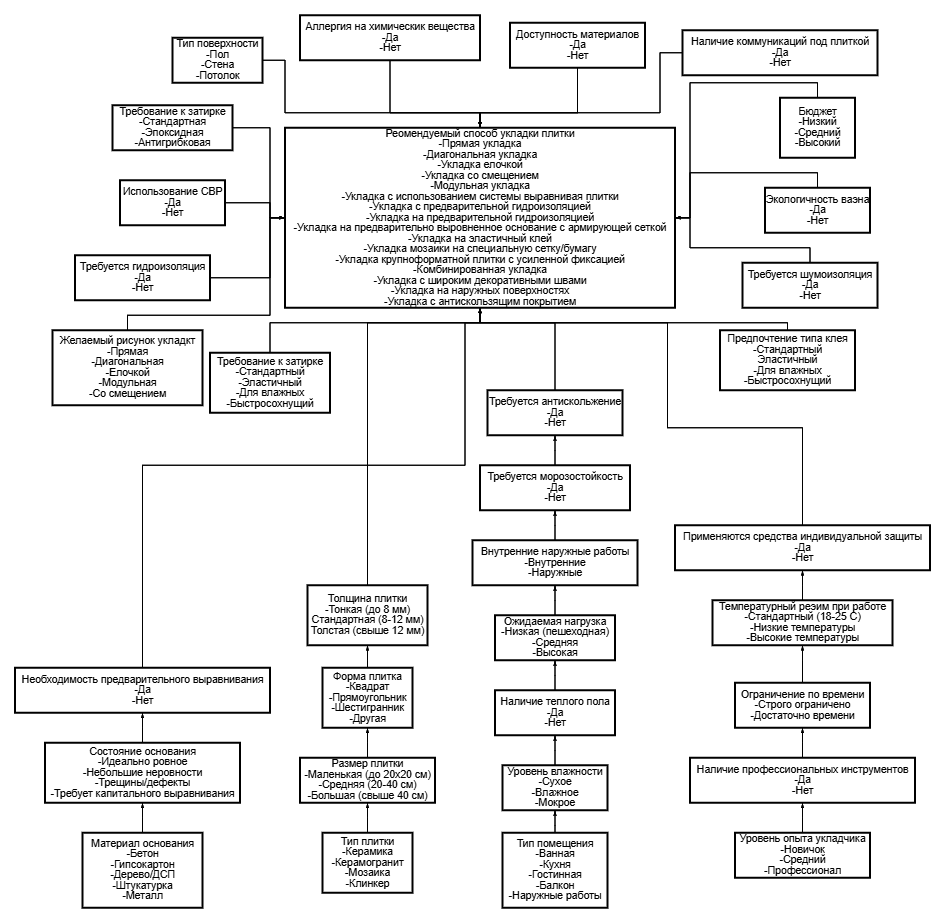 Аллергия на химическик вещества
-Да
-Нет
Доступность материалов
-Да
-Нет
Тип поверхности
-Пол
-Стена
-Потолок
Наличие коммуникаций под плиткой
-Да
-Нет
Требование к затирке
-Стандартная
-Эпоксидная
-Антигрибковая
Бюджет
-Низкий
-Средний
-Высокий
Реомендуемый способ укладки плитки
-Прямая укладка
-Диагональная укладка
-Укладка елочкой
-Укладка со смещением
-Модульная укладка
-Укладка с использованием системы выравнивая плитки
-Укладка с предварительной гидроизоляцией
-Укладка на предварительной гидроизоляцией
-Укладка на предварительно выровненное основание с армирующей сеткой
-Укладка на эластичный клей
-Укладка мозаики на специальную сетку/бумагу
-Укладка крупноформатной плитки с усиленной фиксацией
-Комбинированная укладка
-Укладка с широким декоративными швами
-Укладка на наружных поверхностях
-Укладка с антискользящим покрытием
Использование СВР
-Да
-Нет
Экологичность ваэна
-Да
-Нет
Требуется гидроизоляция
-Да
-Нет
Требуется шумоизоляция
-Да
-Нет
Желаемый рисунок укладкт
-Прямая
-Диагональная
-Елочкой
-Модульная
-Со смещением
Требование к затирке
-Стандартный
-Эластичный
-Для влажных
-Быстросохнущий
Предпочтение типа клея
-Стандартный
Эластичный
-Для влажных
-Быстросохнущий
Требуется антискольжение
-Да
-Нет
Требуется морозостойкость
-Да
-Нет
Внутренние наружные работы
-Внутренние
-Наружные
Применяются средства индивидуальной защиты
-Да
-Нет
Толщина плитки
-Тонкая (до 8 мм)
Стандартная (8-12 мм)
Толстая (свыше 12 мм)
Ожидаемая нагрузка
-Низкая (пешеходная)
-Средняя
-Высокая
Температурный резим при работе
-Стандартный (18-25 С)
-Низкие температуры
-Высокие температуры
Необходимость предварительного выравнивания
-Да
-Нет
Форма плитка
-Квадрат
-Прямоугольник
-Шестигранник
-Другая
Наличие теплого пола
-Да
-Нет
Ограничение по времени
-Строго ограничено
-Достаточно времени
Состояние основания
-Идеально ровное
-Небольшие неровности
-Трещины/дефекты
-Требует капитального выравнивания
Размер плитки
-Маленькая (до 20х20 см)
-Средняя (20-40 см)
-Большая (свыше 40 см)
Уровень влажности
-Сухое
-Влажное
-Мокрое
Наличие профессиональных инструментов
-Да
-Нет
Материал основания
-Бетон
-Гипсокартон
-Дерево/ДСП
-Штукатурка
-Металл
Тип плитки
-Керамика
-Керамогранит
-Мозаика
-Клинкер
Тип помещения
-Ванная
-Кухня
-Гостинная
-Балкон
-Наружные работы
Уровень опыта укладчика
-Новичок
-Средний
-Профессионал